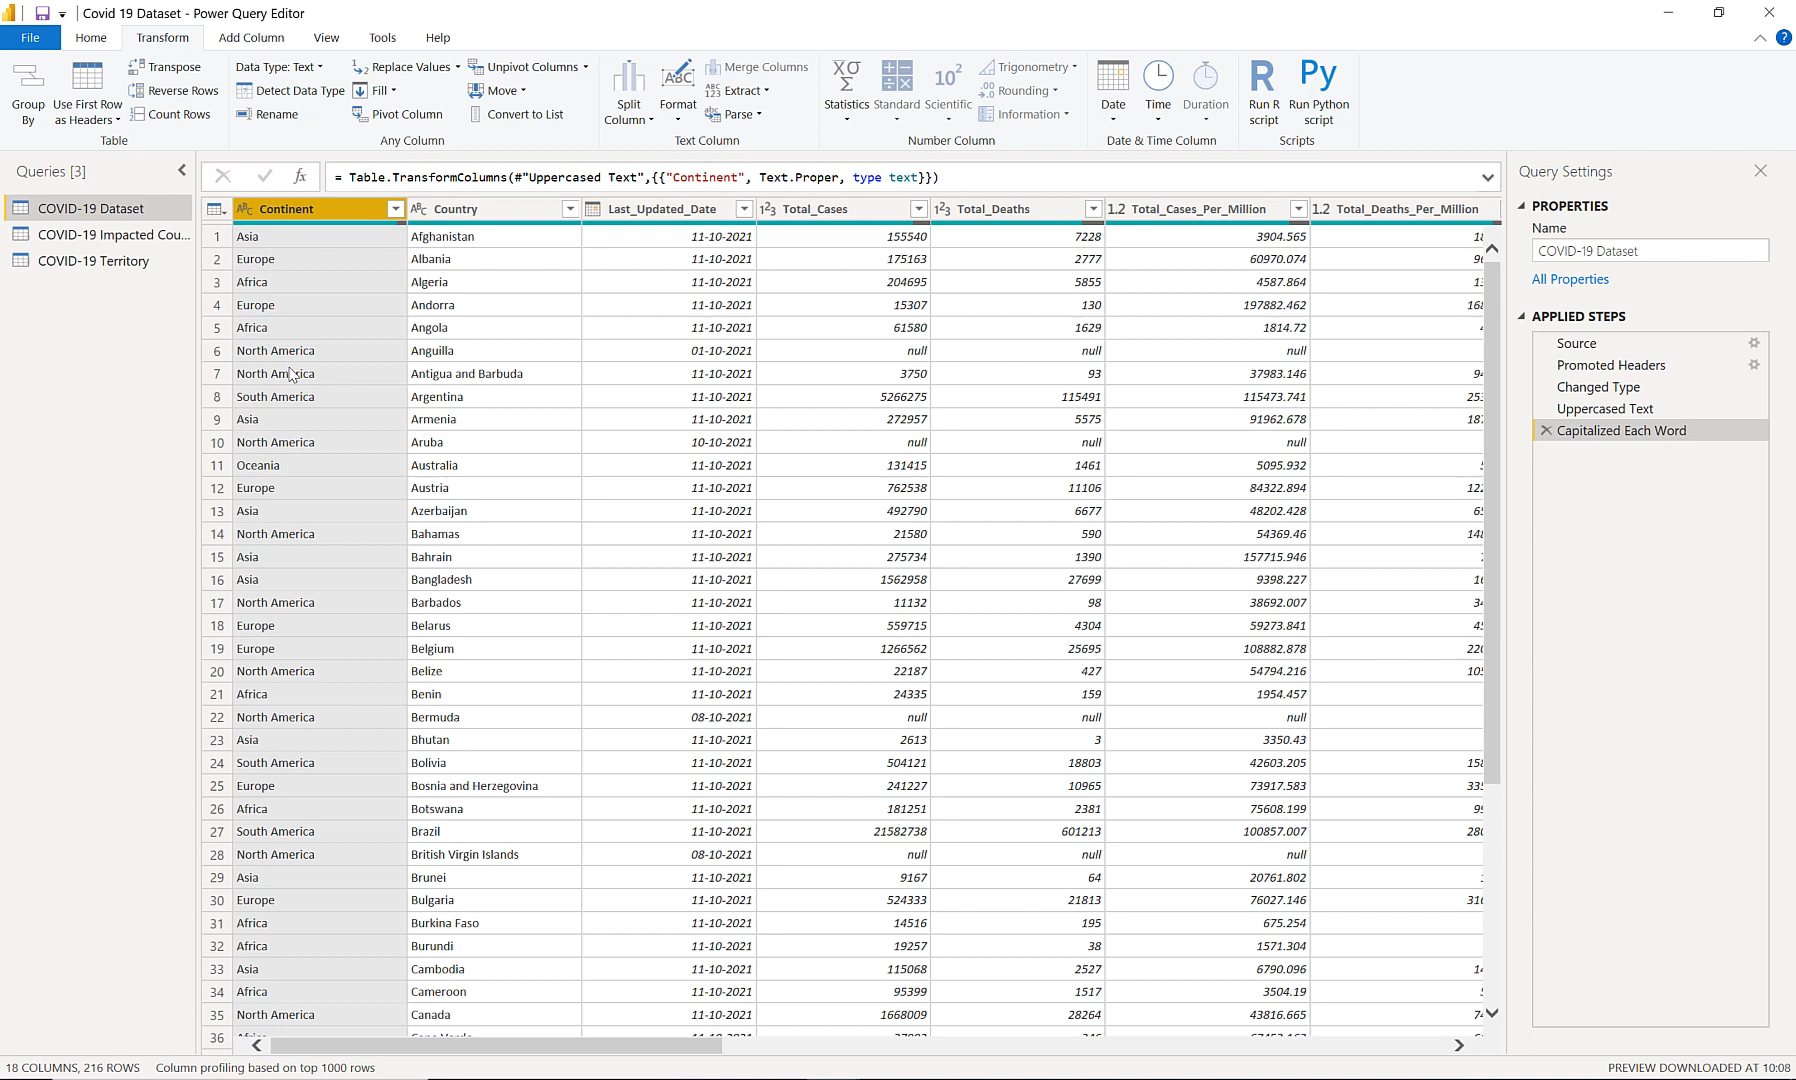 Covid 19 Dataset - Power Query Editor
File Home Transform Add Column View Tools Help
Group By
Use First Row as Headers
Transpose
Reverse Rows
Count Rows
Table
Data Type: Text
Detect Data Type
Rename
Replace Values
Fill
Pivot Column
Unpivot Columns
Move
Convert to List
Any Column
Split Column
ABC
Format
Merge Columns
ABC 123 Extract
abc Parse
Text Column
XΣ Σ
Statistics
Standard
10²
Scientific
Trigonometry
.00 Rounding
Information
Number Column
Date
Time
Duration
Date & Time Column
R
Run R script
Py
Run Python script
Scripts
Queries [3]
COVID-19 Dataset
COVID-19 Impacted Cou...
COVID-19 Territory
fx = Table.TransformColumns(#"Uppercased Text",{{"Continent", Text.Proper, type text}})
ABC Continent ABC Country Last_Updated_Date 1²3 Total_Cases 1²3 Total_Deaths 1.2 Total_Cases_Per_Million 1.2 Total_Deaths_Per_Million
1 Asia Afghanistan 11-10-2021 155540 7228 3904.565
2 Europe Albania 11-10-2021 175163 2777 60970.074
3 Africa Algeria 11-10-2021 204695 5855 4587.864
4 Europe Andorra 11-10-2021 15307 130 197882.462
5 Africa Angola 11-10-2021 61580 1629 1814.72
6 North America Anguilla 01-10-2021 null null null
7 North America Antigua and Barbuda 11-10-2021 3750 93 37983.146
8 South America Argentina 11-10-2021 5266275 115491 115473.741
9 Asia Armenia 11-10-2021 272957 5575 91962.678
10 North America Aruba 10-10-2021 null null null
11 Oceania Australia 11-10-2021 131415 1461 5095.932
12 Europe Austria 11-10-2021 762538 11106 84322.894
13 Asia Azerbaijan 11-10-2021 492790 6677 48202.428
14 North America Bahamas 11-10-2021 21580 590 54369.46
15 Asia Bahrain 11-10-2021 275734 1390 157715.946
16 Asia Bangladesh 11-10-2021 1562958 27699 9398.227
17 North America Barbados 11-10-2021 11132 98 38692.007
18 Europe Belarus 11-10-2021 559715 4304 59273.841
19 Europe Belgium 11-10-2021 1266562 25695 108882.878
20 North America Belize 11-10-2021 22187 427 54794.216
21 Africa Benin 11-10-2021 24335 159 1954.457
22 North America Bermuda 08-10-2021 null null null
23 Asia Bhutan 11-10-2021 2613 3 3350.43
24 South America Bolivia 11-10-2021 504121 18803 42603.205
25 Europe Bosnia and Herzegovina 11-10-2021 241227 10965 73917.583
26 Africa Botswana 11-10-2021 181251 2381 75608.199
27 South America Brazil 11-10-2021 21582738 601213 100857.007
28 North America British Virgin Islands 08-10-2021 null null null
29 Asia Brunei 11-10-2021 9167 64 20761.802
30 Europe Bulgaria 11-10-2021 524333 21813 76027.146
31 Africa Burkina Faso 11-10-2021 14516 195 675.254
32 Africa Burundi 11-10-2021 19257 38 1571.304
33 Asia Cambodia 11-10-2021 115068 2527 6790.096
34 Africa Cameroon 11-10-2021 95399 1517 3504.19
35 North America Canada 11-10-2021 1668009 28264 43816.665
36
Query Settings
PROPERTIES
Name
COVID-19 Dataset
All Properties
APPLIED STEPS
Source
Promoted Headers
Changed Type
Uppercased Text
Capitalized Each Word
18 COLUMNS, 216 ROWS Column profiling based on top 1000 rows
PREVIEW DOWNLOADED AT 10:08